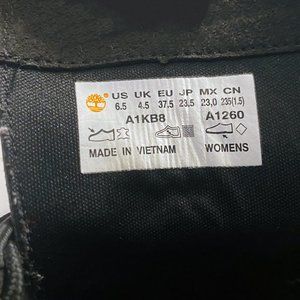 US UK EU JP MX CN
6.5 4.5 37.5 23.5 23.0 235(1.5)
A1KB8 A1260
MADE IN VIETNAM WOMENS